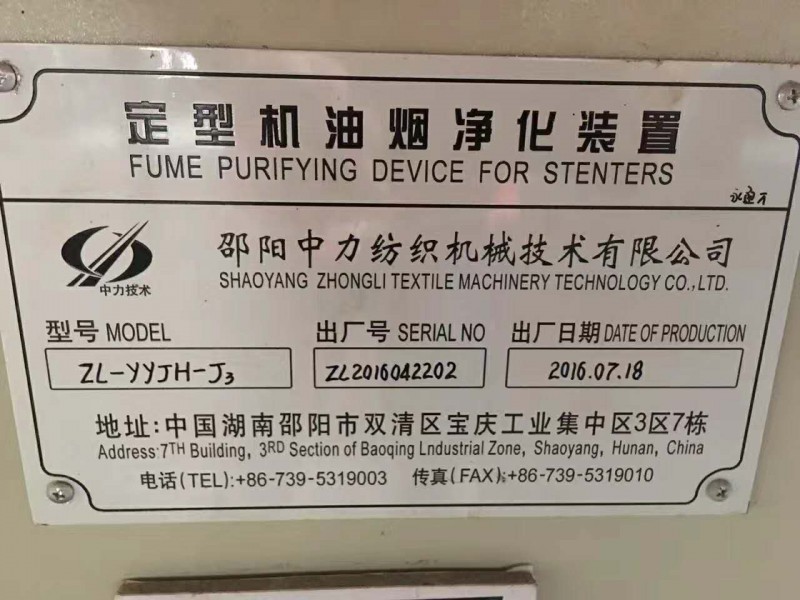 定型机油烟净化装置
FUME PURIFYING DEVICE FOR STENTERS
永通万
中力技术
邵阳中力纺织机械技术有限公司
SHAOYANG ZHONGLI TEXTILE MACHINERY TECHNOLOGY CO.,LTD.
型号 MODEL 出厂号 SERIAL NO 出厂日期 DATE OF PRODUCTION
ZL-YYJH-J3 ZL2016042202 2016.07.18
地址:中国湖南邵阳市双清区宝庆工业集中区3区7栋
Address:7TH Building, 3RD Section of Baoqing Lndustrial Zone, Shaoyang, Hunan, China
电话(TEL):+86-739-5319003 传真(FAX):+86-739-5319010